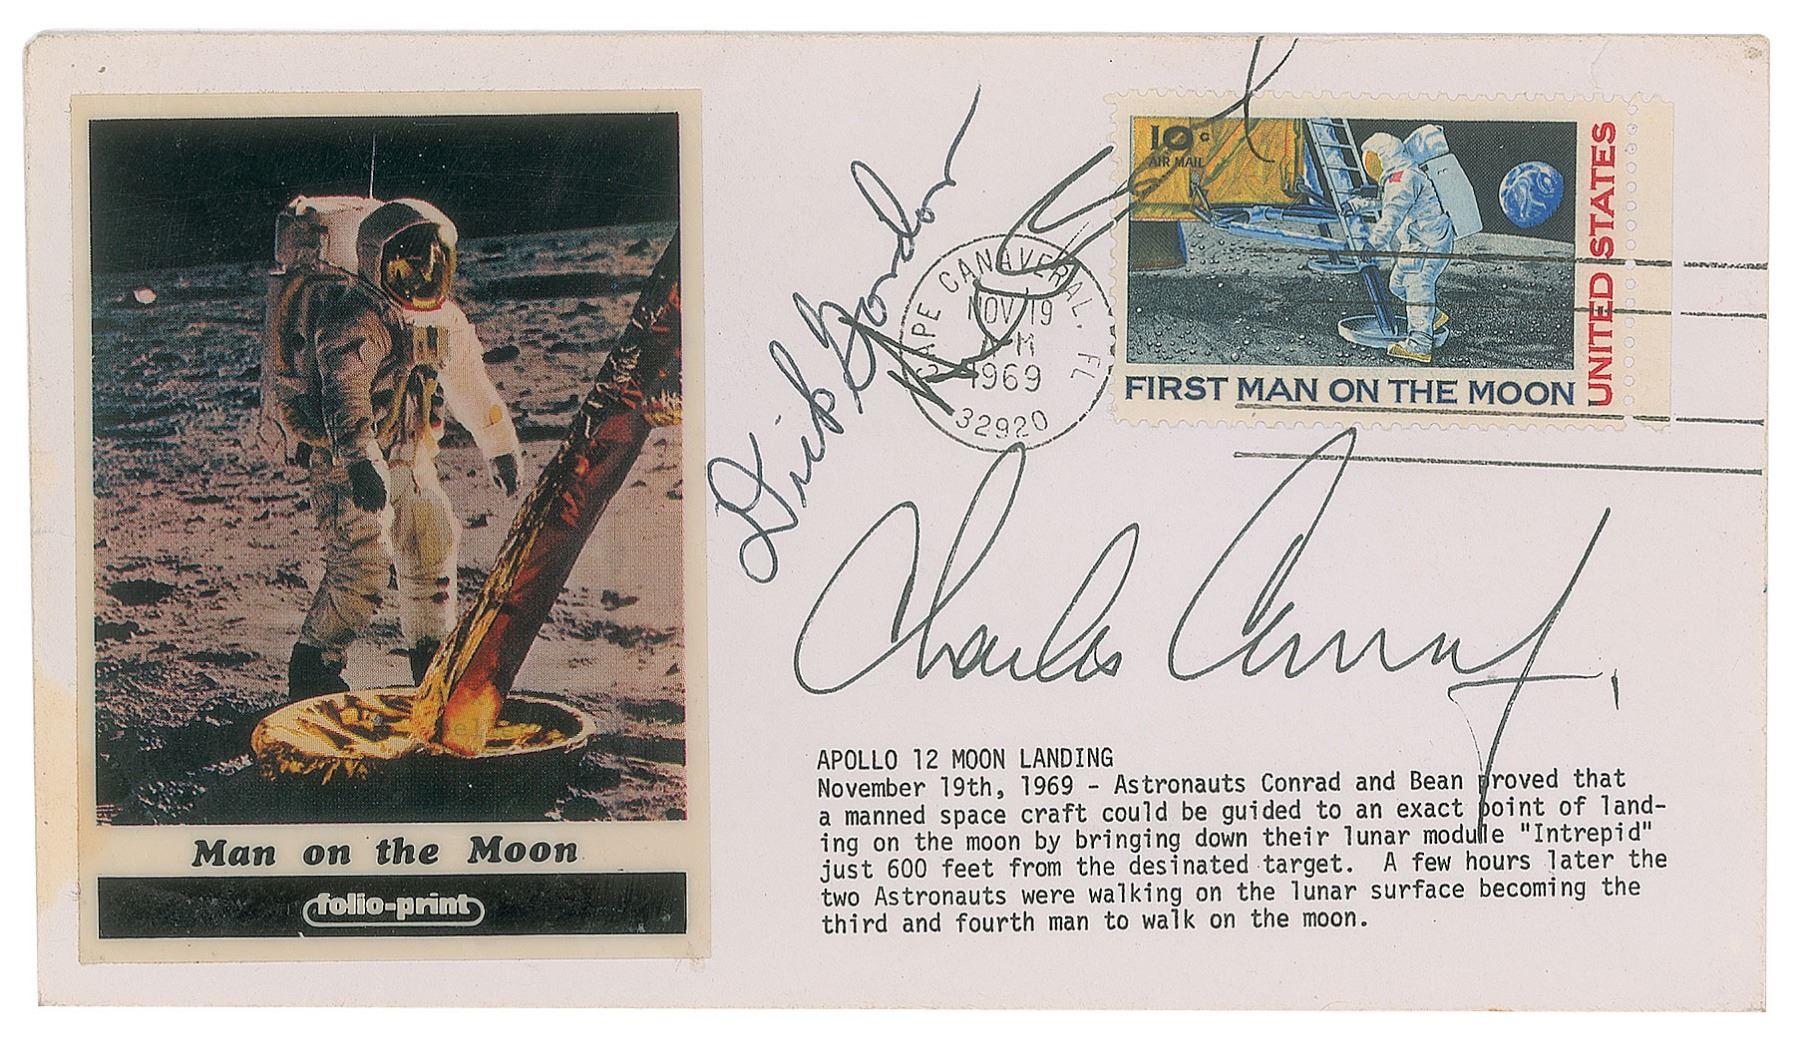 Man on the Moon
folio-print
Dick Gordon
CAPE CANAVERAL, FL
NOV 19
PM
1969
32920
10c
AIR MAIL
FIRST MAN ON THE MOON
UNITED STATES
Charles Conrad Jr.
APOLLO 12 MOON LANDING
November 19th, 1969 - Astronauts Conrad and Bean proved that
a manned space craft could be guided to an exact point of land-
ing on the moon by bringing down their lunar module "Intrepid"
just 600 feet from the desinated target. A few hours later the
two Astronauts were walking on the lunar surface becoming the
third and fourth man to walk on the moon.